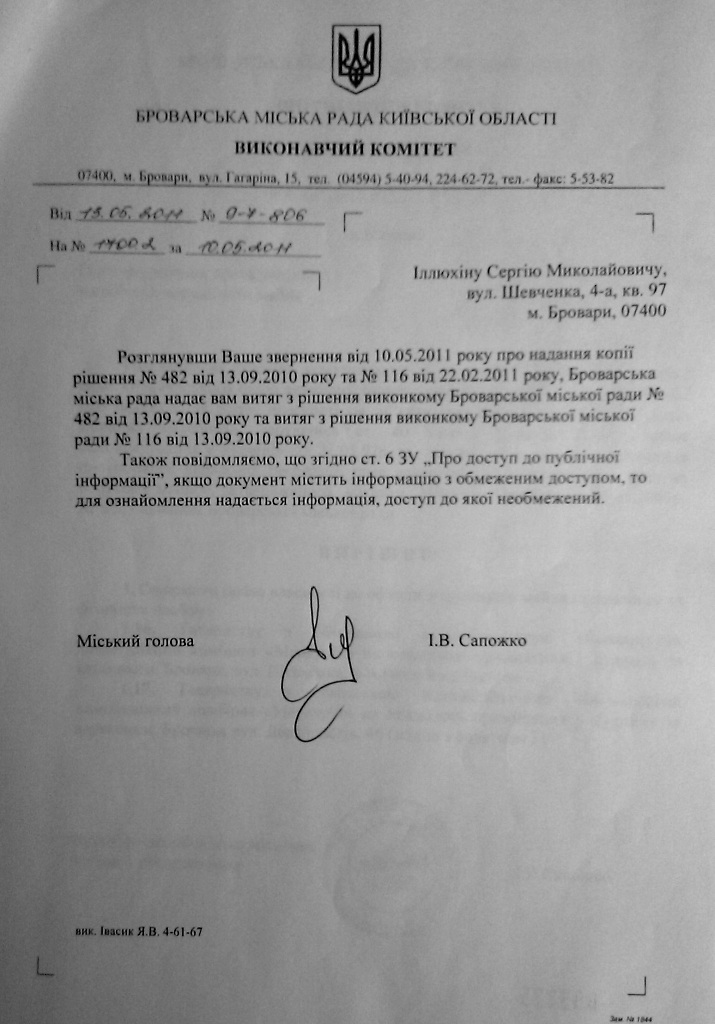 БРОВАРСЬКА МІСЬКА РАДА КИЇВСЬКОЇ ОБЛАСТІ
ВИКОНАВЧИЙ КОМІТЕТ
07400, м. Бровари, вул. Гагаріна, 15, тел. (04594) 5-40-94, 224-62-72, тел.- факс: 5-53-82
Від 13.05.2011 №
На № 1400.2 за 10.05.2011
Іллюхіну Сергію Миколайовичу,
вул. Шевченка, 4-а, кв. 97
м. Бровари, 07400
Розглянувши Ваше звернення від 10.05.2011 року про надання копії
рішення № 482 від 13.09.2010 року та № 116 від 22.02.2011 року, Броварська
міська рада надає вам витяг з рішення виконкому Броварської міської ради №
482 від 13.09.2010 року та витяг з рішення виконкому Броварської міської
ради № 116 від 13.09.2010 року.
Також повідомляємо, що згідно ст. 6 ЗУ „Про доступ до публічної
інформації”, якщо документ містить інформацію з обмеженим доступом, то
для ознайомлення надається інформація, доступ до якої необмежений.
Міський голова І.В. Сапожко
вик. Івасик Я.В. 4-61-67
Зам. № 1844